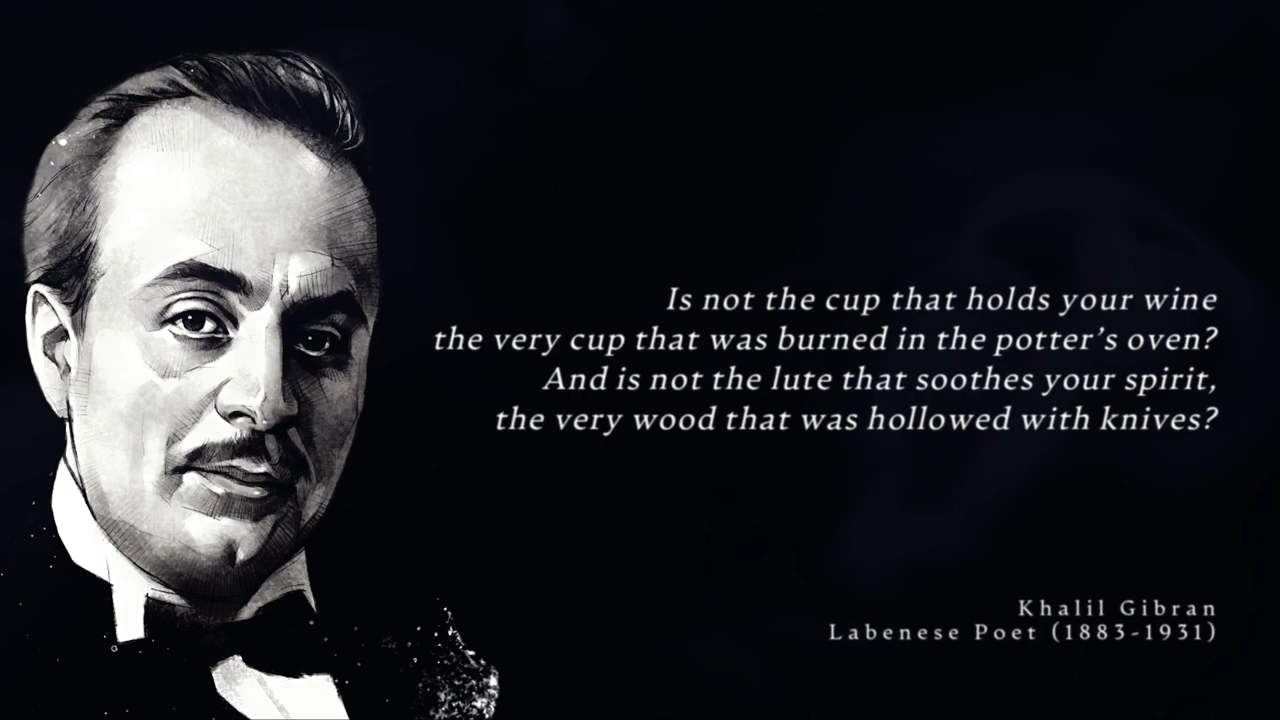 Is not the cup that holds your wine
the very cup that was burned in the potter’s oven?
And is not the lute that soothes your spirit,
the very wood that was hollowed with knives?
Khalil Gibran
Labenese Poet (1883-1931)